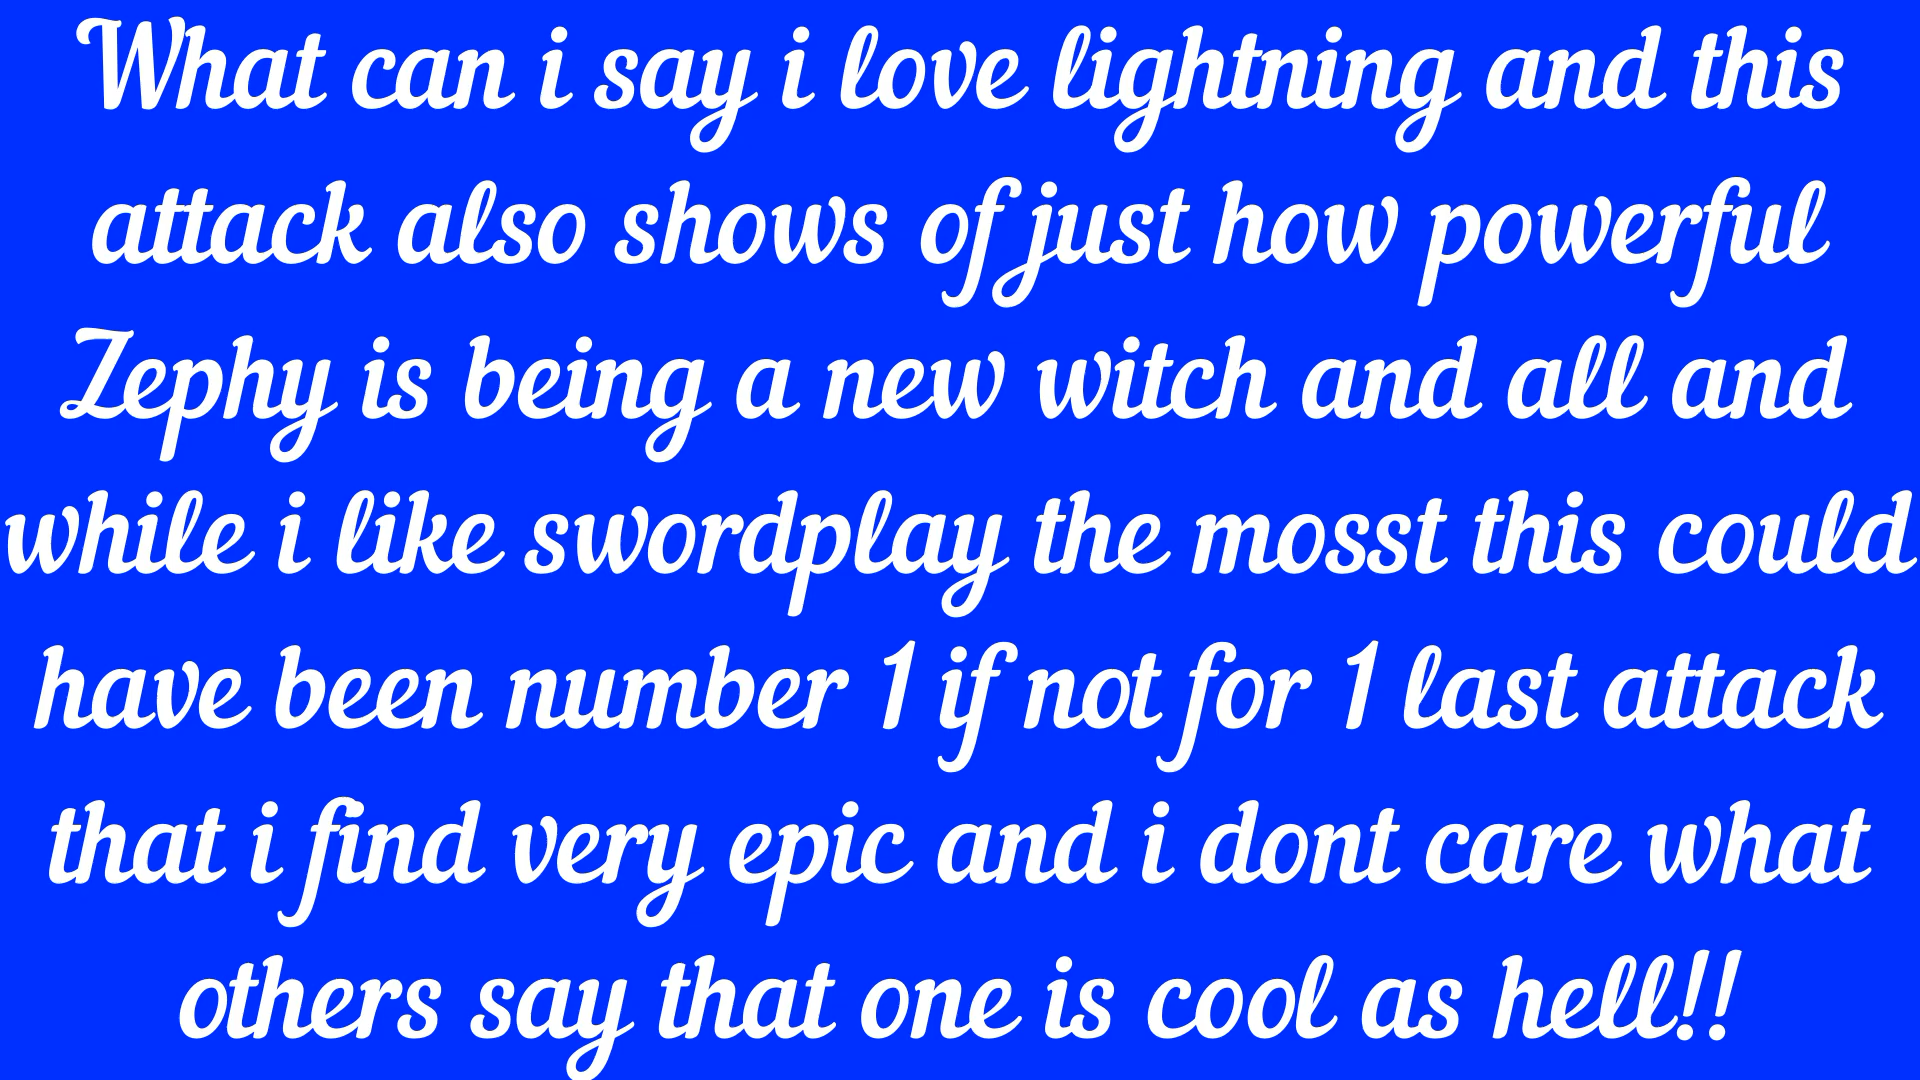 What can i say i love lightning and this
attack also shows of just how powerful
Zephy is being a new witch and all and
while i like swordplay the mosst this could
have been number 1 if not for 1 last attack
that i find very epic and i dont care what
others say that one is cool as hell!!